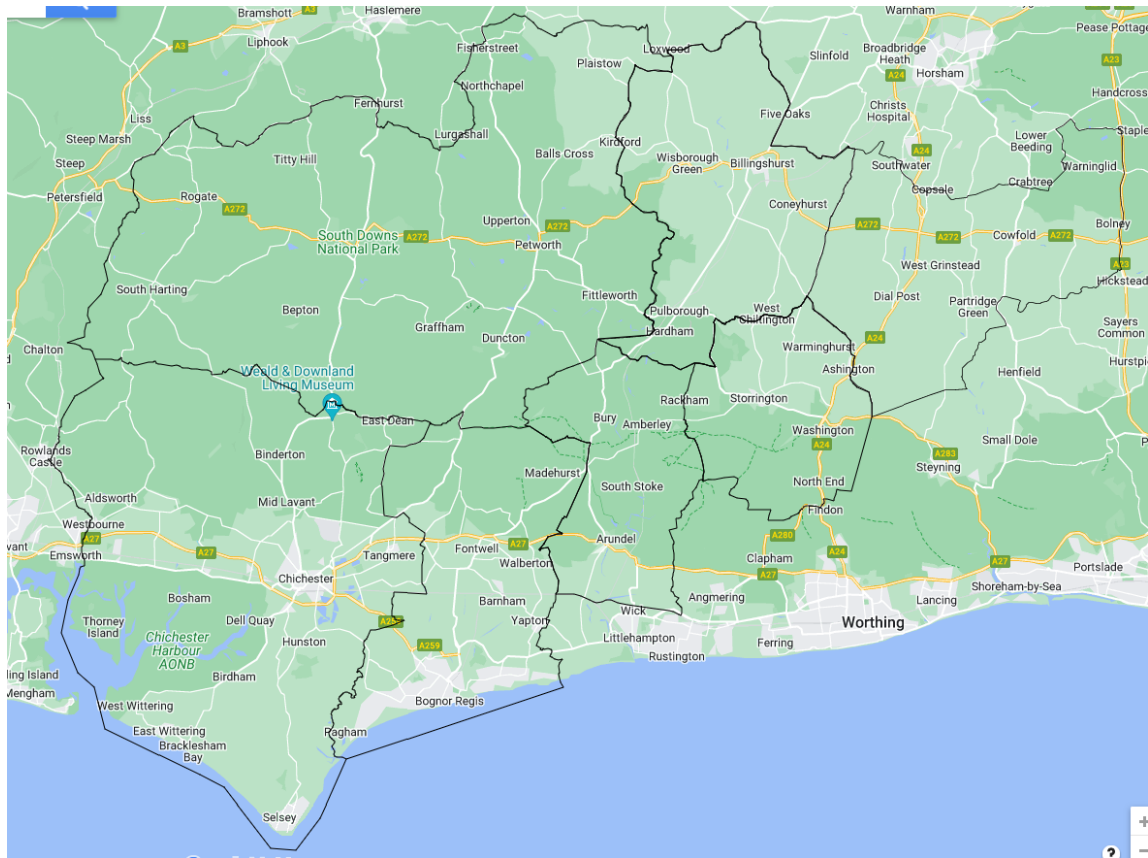 Bramshott
A3
Haslemere
Warnham
Pease Pottage
Liphook
A3
Fisherstreet
Loxwood
Plaistow
Slinfold
Broadbridge
Heath
A24
Horsham
A23
Northchapel
Handcross
Liss
Fernhurst
Five Oaks
Christs
Hospital
Steep Marsh
Lurgashall
Kirdford
A24
Lower
Beeding
Staple
Steep
Titty Hill
Balls Cross
Wisborough
Green
Billingshurst
Southwater
Warninglid
Petersfield
Rogate
A272
Copsale
Crabtree
Coneyhurst
Upperton
A272
A272
Bolney
South Downs
National Park
A272
Petworth
A272
Cowfold
A272
A23
West Grinstead
Hickstead
South Harting
Fittleworth
Dial Post
Partridge
Green
Bepton
Pulborough
West
Chiltington
Graffham
Hardham
Sayers
Common
Chalton
Duncton
A24
Warminghurst
Hurstpi
Weald & Downland
Living Museum
Ashington
Henfield
Rackham
Storrington
East Dean
Bury
Amberley
Washington
Small Dole
Rowlands
Castle
Binderton
A24
A283
Steyning
Madehurst
North End
Aldsworth
Mid Lavant
South Stoke
Findon
Westbourne
A27
Emsworth
A27
Tangmere
Fontwell
A27
Arundel
A280
A24
Walberton
Clapham
A27
A27
Portslade
Chichester
Shoreham-by-Sea
Bosham
Barnham
Angmering
Lancing
Thorney
Island
Dell Quay
Yapton
Wick
Worthing
Chichester
Harbour
AONB
Hunston
A259
Littlehampton
Ferring
Rustington
Birdham
ling Island
Mengham
West Wittering
Bognor Regis
East Wittering
Bracklesham
Bay
Pagham
Selsey
+
?
−